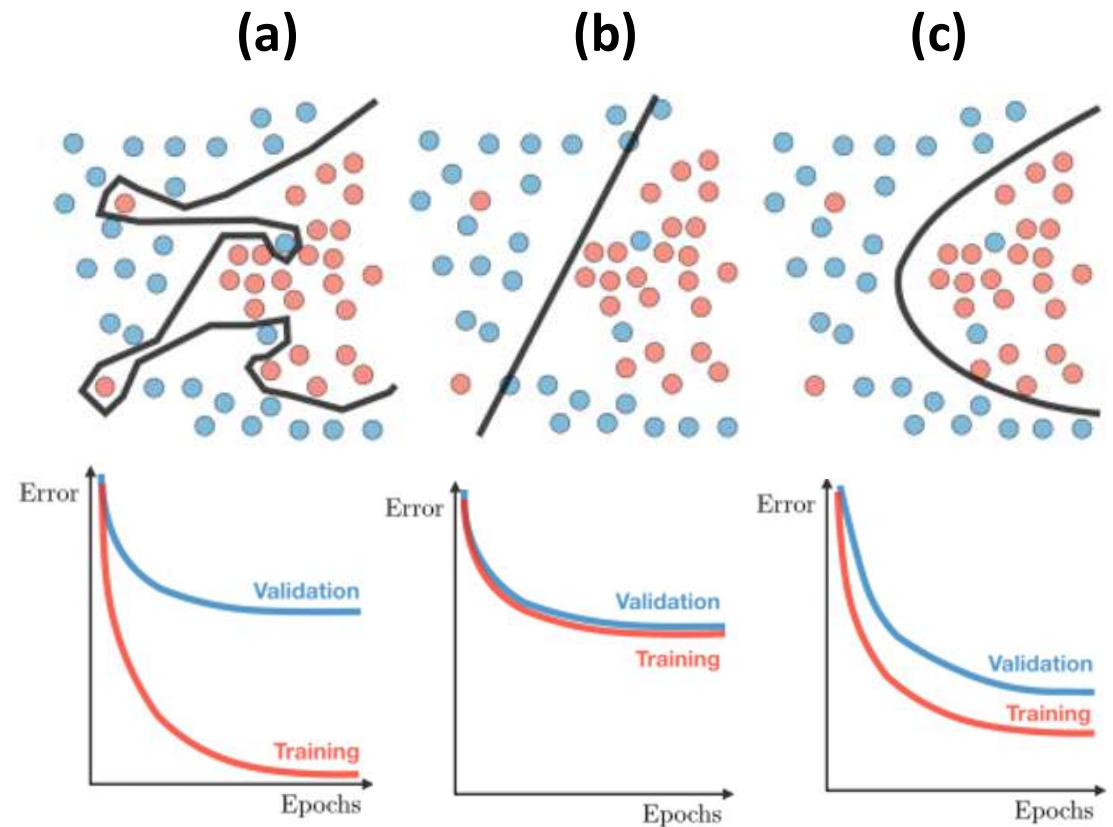 (a)
(b)
(c)
Error
Validation
Training
Epochs
Error
Validation
Training
Epochs
Error
Validation
Training
Epochs